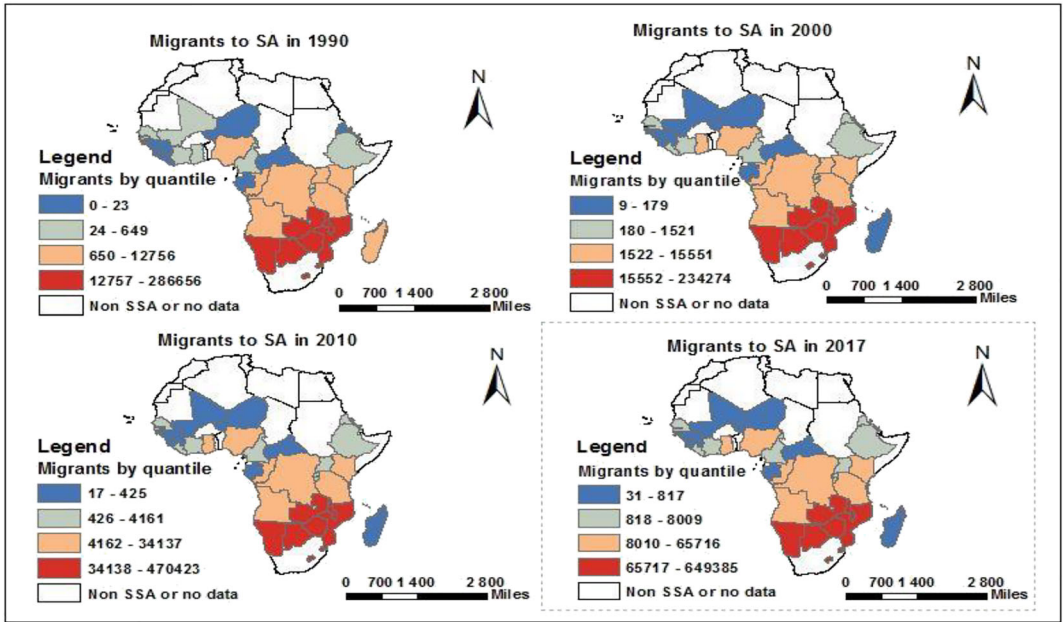 Migrants to SA in 1990
N
Legend
Migrants by quantile
0 - 23
24 - 649
650 - 12756
12757 - 286656
Non SSA or no data
0 700 1 400 2 800
Miles
Migrants to SA in 2000
N
Legend
Migrants by quantile
9 - 179
180 - 1521
1522 - 15551
15552 - 234274
Non SSA or no data
0 700 1 400 2 800
Miles
Migrants to SA in 2010
N
Legend
Migrants by quantile
17 - 425
426 - 4161
4162 - 34137
34138 - 470423
Non SSA or no data
0 700 1 400 2 800
Miles
Migrants to SA in 2017
N
Legend
Migrants by quantile
31 - 817
818 - 8009
8010 - 65716
65717 - 649385
Non SSA or no data
0 700 1 400 2 800
Miles